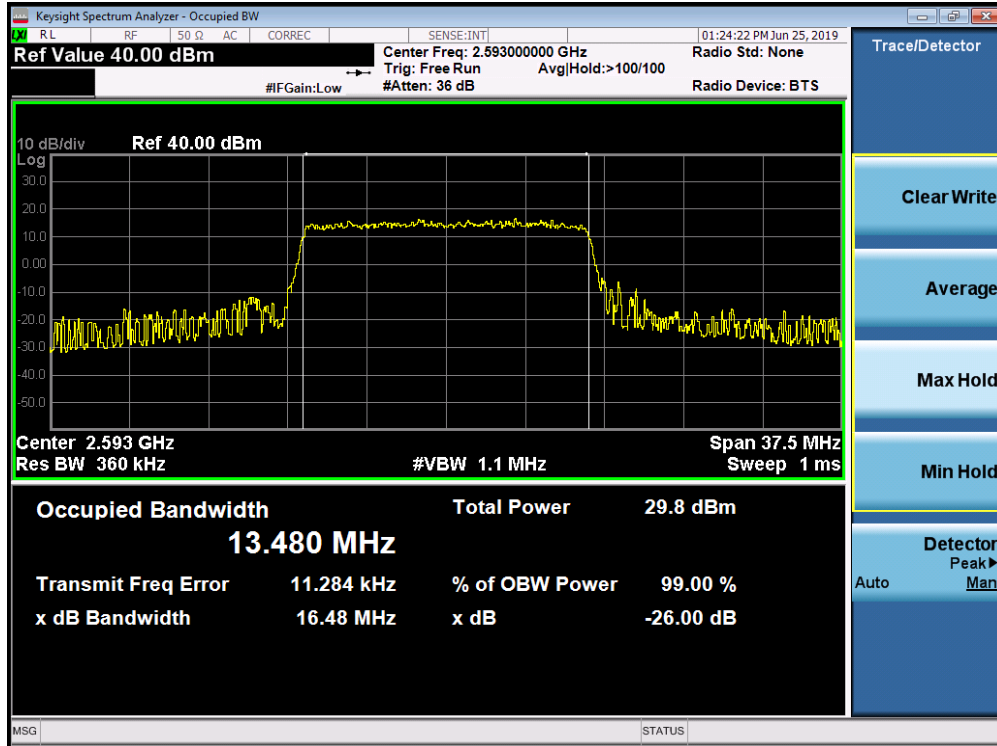 Keysight Spectrum Analyzer - Occupied BW
LXI RL RF 50 Ω AC CORREC SENSE:INT 01:24:22 PM Jun 25, 2019
Ref Value 40.00 dBm
Center Freq: 2.593000000 GHz
Radio Std: None
Trig: Free Run Avg|Hold:>100/100
#IFGain:Low
#Atten: 36 dB
Radio Device: BTS
10 dB/div Ref 40.00 dBm
Log
30.0
20.0
10.0
0.00
-10.0
-20.0
-30.0
-40.0
-50.0
Center 2.593 GHz Span 37.5 MHz
Res BW 360 kHz #VBW 1.1 MHz Sweep 1 ms
Occupied Bandwidth Total Power 29.8 dBm
13.480 MHz
Transmit Freq Error 11.284 kHz % of OBW Power 99.00 %
x dB Bandwidth 16.48 MHz x dB -26.00 dB
MSG STATUS
Trace/Detector
Clear Write
Average
Max Hold
Min Hold
Detector
Peak▶
Auto Man